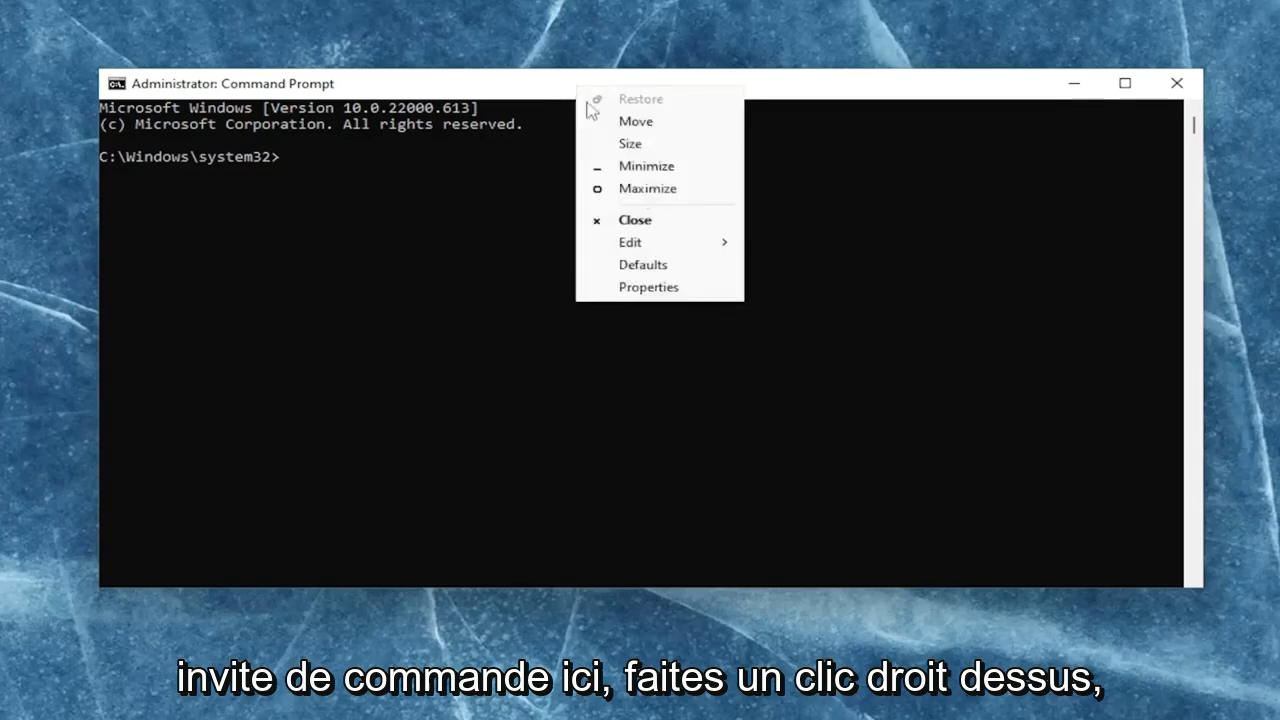 Administrator: Command Prompt
Microsoft Windows [Version 10.0.22000.613]
(c) Microsoft Corporation. All rights reserved.
C:\Windows\system32>
Restore
Move
Size
Minimize
Maximize
Close
Edit
Defaults
Properties
invite de commande ici, faites un clic droit dessus,